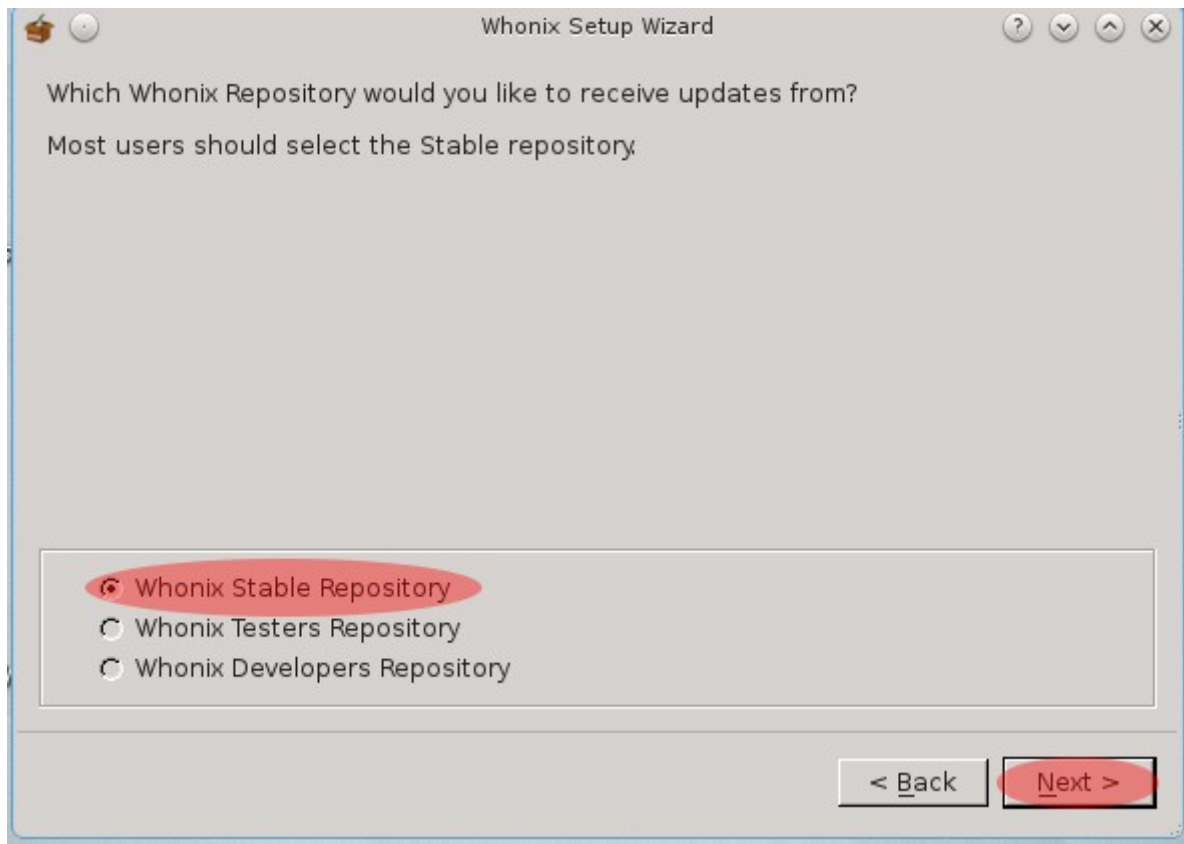 Whonix Setup Wizard
Which Whonix Repository would you like to receive updates from?
Most users should select the Stable repository.
Whonix Stable Repository
Whonix Testers Repository
Whonix Developers Repository
< Back
Next >